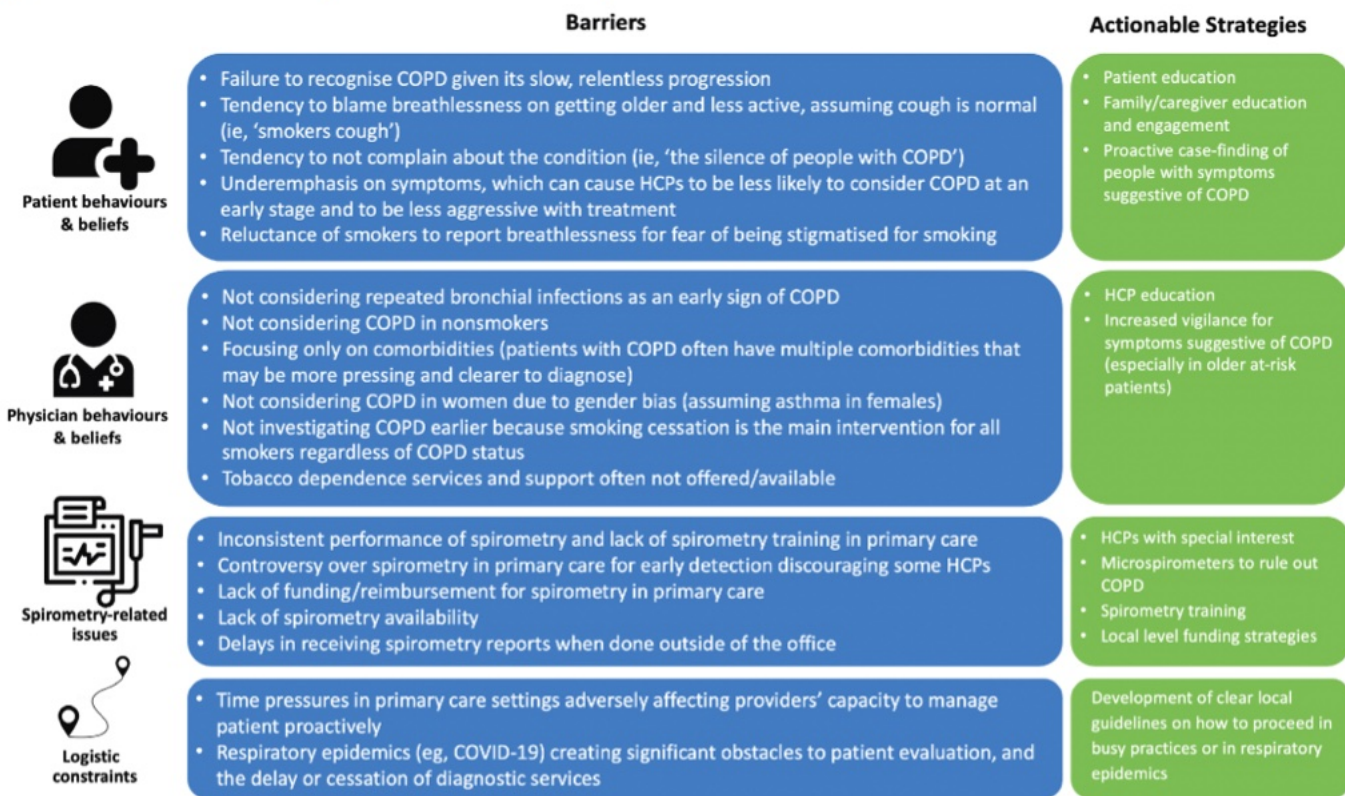 Barriers
Actionable Strategies
Patient behaviours
& beliefs
• Failure to recognise COPD given its slow, relentless progression
• Tendency to blame breathlessness on getting older and less active, assuming cough is normal
(ie, ‘smokers cough’)
• Tendency to not complain about the condition (ie, ‘the silence of people with COPD’)
• Underemphasis on symptoms, which can cause HCPs to be less likely to consider COPD at an
early stage and to be less aggressive with treatment
• Reluctance of smokers to report breathlessness for fear of being stigmatised for smoking
• Patient education
• Family/caregiver education
and engagement
• Proactive case-finding of
people with symptoms
suggestive of COPD
Physician behaviours
& beliefs
• Not considering repeated bronchial infections as an early sign of COPD
• Not considering COPD in nonsmokers
• Focusing only on comorbidities (patients with COPD often have multiple comorbidities that
may be more pressing and clearer to diagnose)
• Not considering COPD in women due to gender bias (assuming asthma in females)
• Not investigating COPD earlier because smoking cessation is the main intervention for all
smokers regardless of COPD status
• Tobacco dependence services and support often not offered/available
• HCP education
• Increased vigilance for
symptoms suggestive of COPD
(especially in older at-risk
patients)
Spirometry-related
issues
• Inconsistent performance of spirometry and lack of spirometry training in primary care
• Controversy over spirometry in primary care for early detection discouraging some HCPs
• Lack of funding/reimbursement for spirometry in primary care
• Lack of spirometry availability
• Delays in receiving spirometry reports when done outside of the office
• HCPs with special interest
• Microspirometers to rule out
COPD
• Spirometry training
• Local level funding strategies
Logistic
constraints
• Time pressures in primary care settings adversely affecting providers’ capacity to manage
patient proactively
• Respiratory epidemics (eg, COVID-19) creating significant obstacles to patient evaluation, and
the delay or cessation of diagnostic services
Development of clear local
guidelines on how to proceed in
busy practices or in respiratory
epidemics